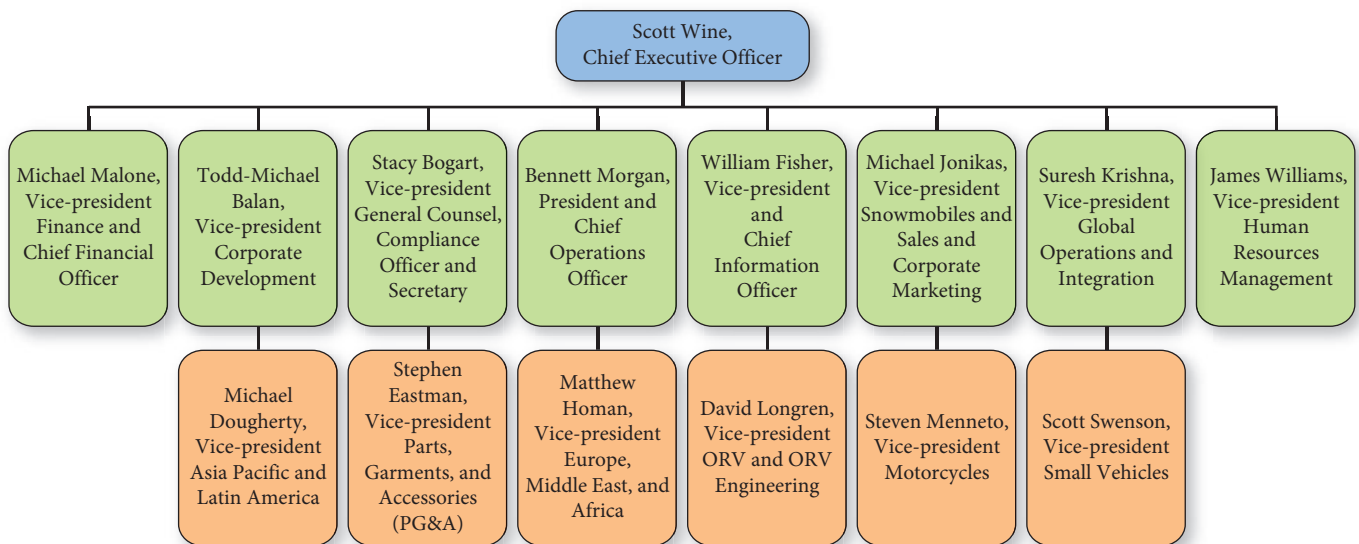 Scott Wine,
Chief Executive Officer
Michael Malone,
Vice-president
Finance and
Chief Financial
Officer
Todd-Michael
Balan,
Vice-president
Corporate
Development
Stacy Bogart,
Vice-president
General Counsel,
Compliance
Officer and
Secretary
Bennett Morgan,
President and
Chief
Operations
Officer
William Fisher,
Vice-president
and
Chief
Information
Officer
Michael Jonikas,
Vice-president
Snowmobiles and
Sales and
Corporate
Marketing
Suresh Krishna,
Vice-president
Global
Operations and
Integration
James Williams,
Vice-president
Human
Resources
Management
Michael
Dougherty,
Vice-president
Asia Pacific and
Latin America
Stephen
Eastman,
Vice-president
Parts,
Garments, and
Accessories
(PG&A)
Matthew
Homan,
Vice-president
Europe,
Middle East, and
Africa
David Longren,
Vice-president
ORV and ORV
Engineering
Steven Menneto,
Vice-president
Motorcycles
Scott Swenson,
Vice-president
Small Vehicles